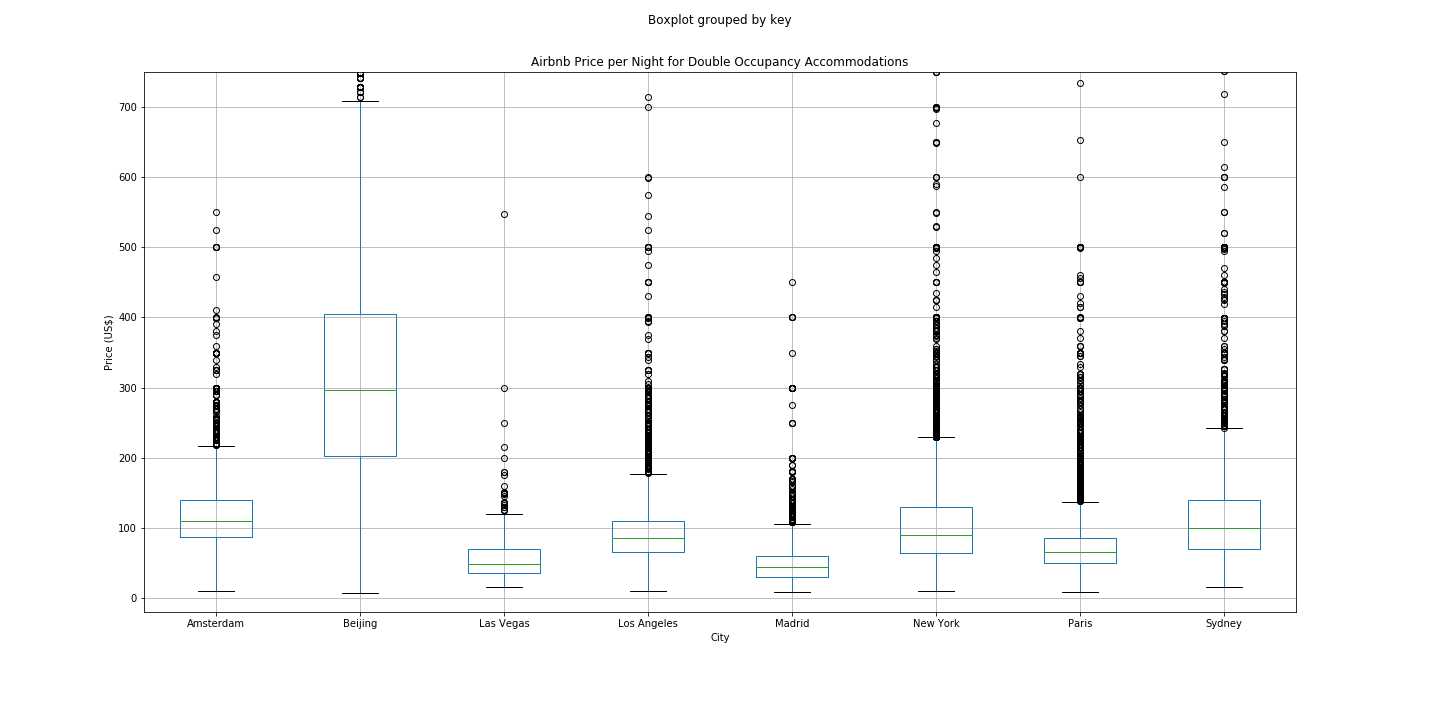 Boxplot grouped by key
Airbnb Price per Night for Double Occupancy Accommodations
Price (US$)
700
600
500
400
300
200
100
0
Amsterdam Beijing Las Vegas Los Angeles Madrid New York Paris Sydney
City